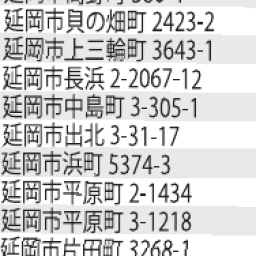 延岡市貝の畑町 2423-2
延岡市上三輪町 3643-1
延岡市長浜 2-2067-12
延岡市中島町 3-305-1
延岡市出北 3-31-17
延岡市浜町 5374-3
延岡市平原町 2-1434
延岡市平原町 3-1218
延岡市片田町 3268-1